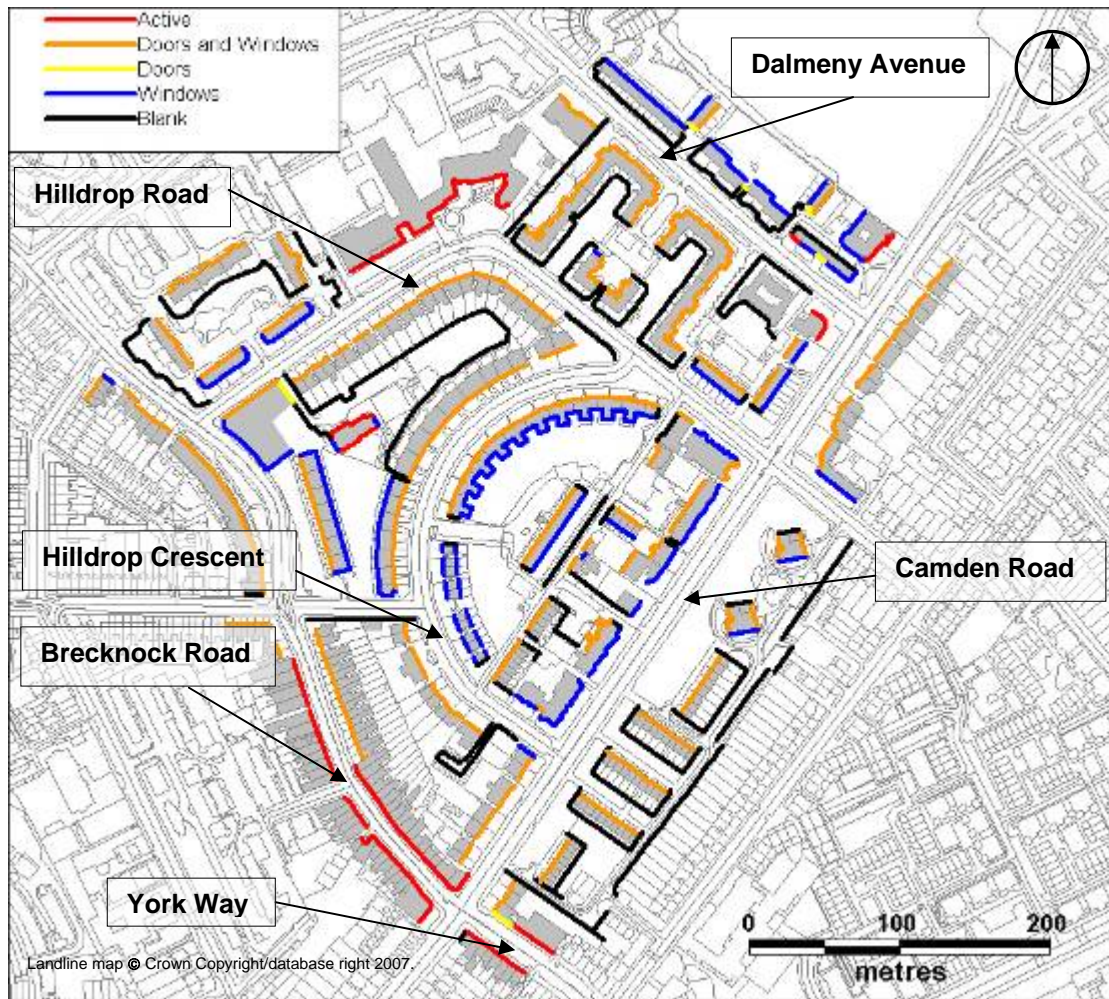 Active
Doors and Windows
Doors
Windows
Blank
Dalmeny Avenue
Hilldrop Road
Hilldrop Crescent
Camden Road
Brecknock Road
York Way
0 100 200
metres
Landline map © Crown Copyright/database right 2007.